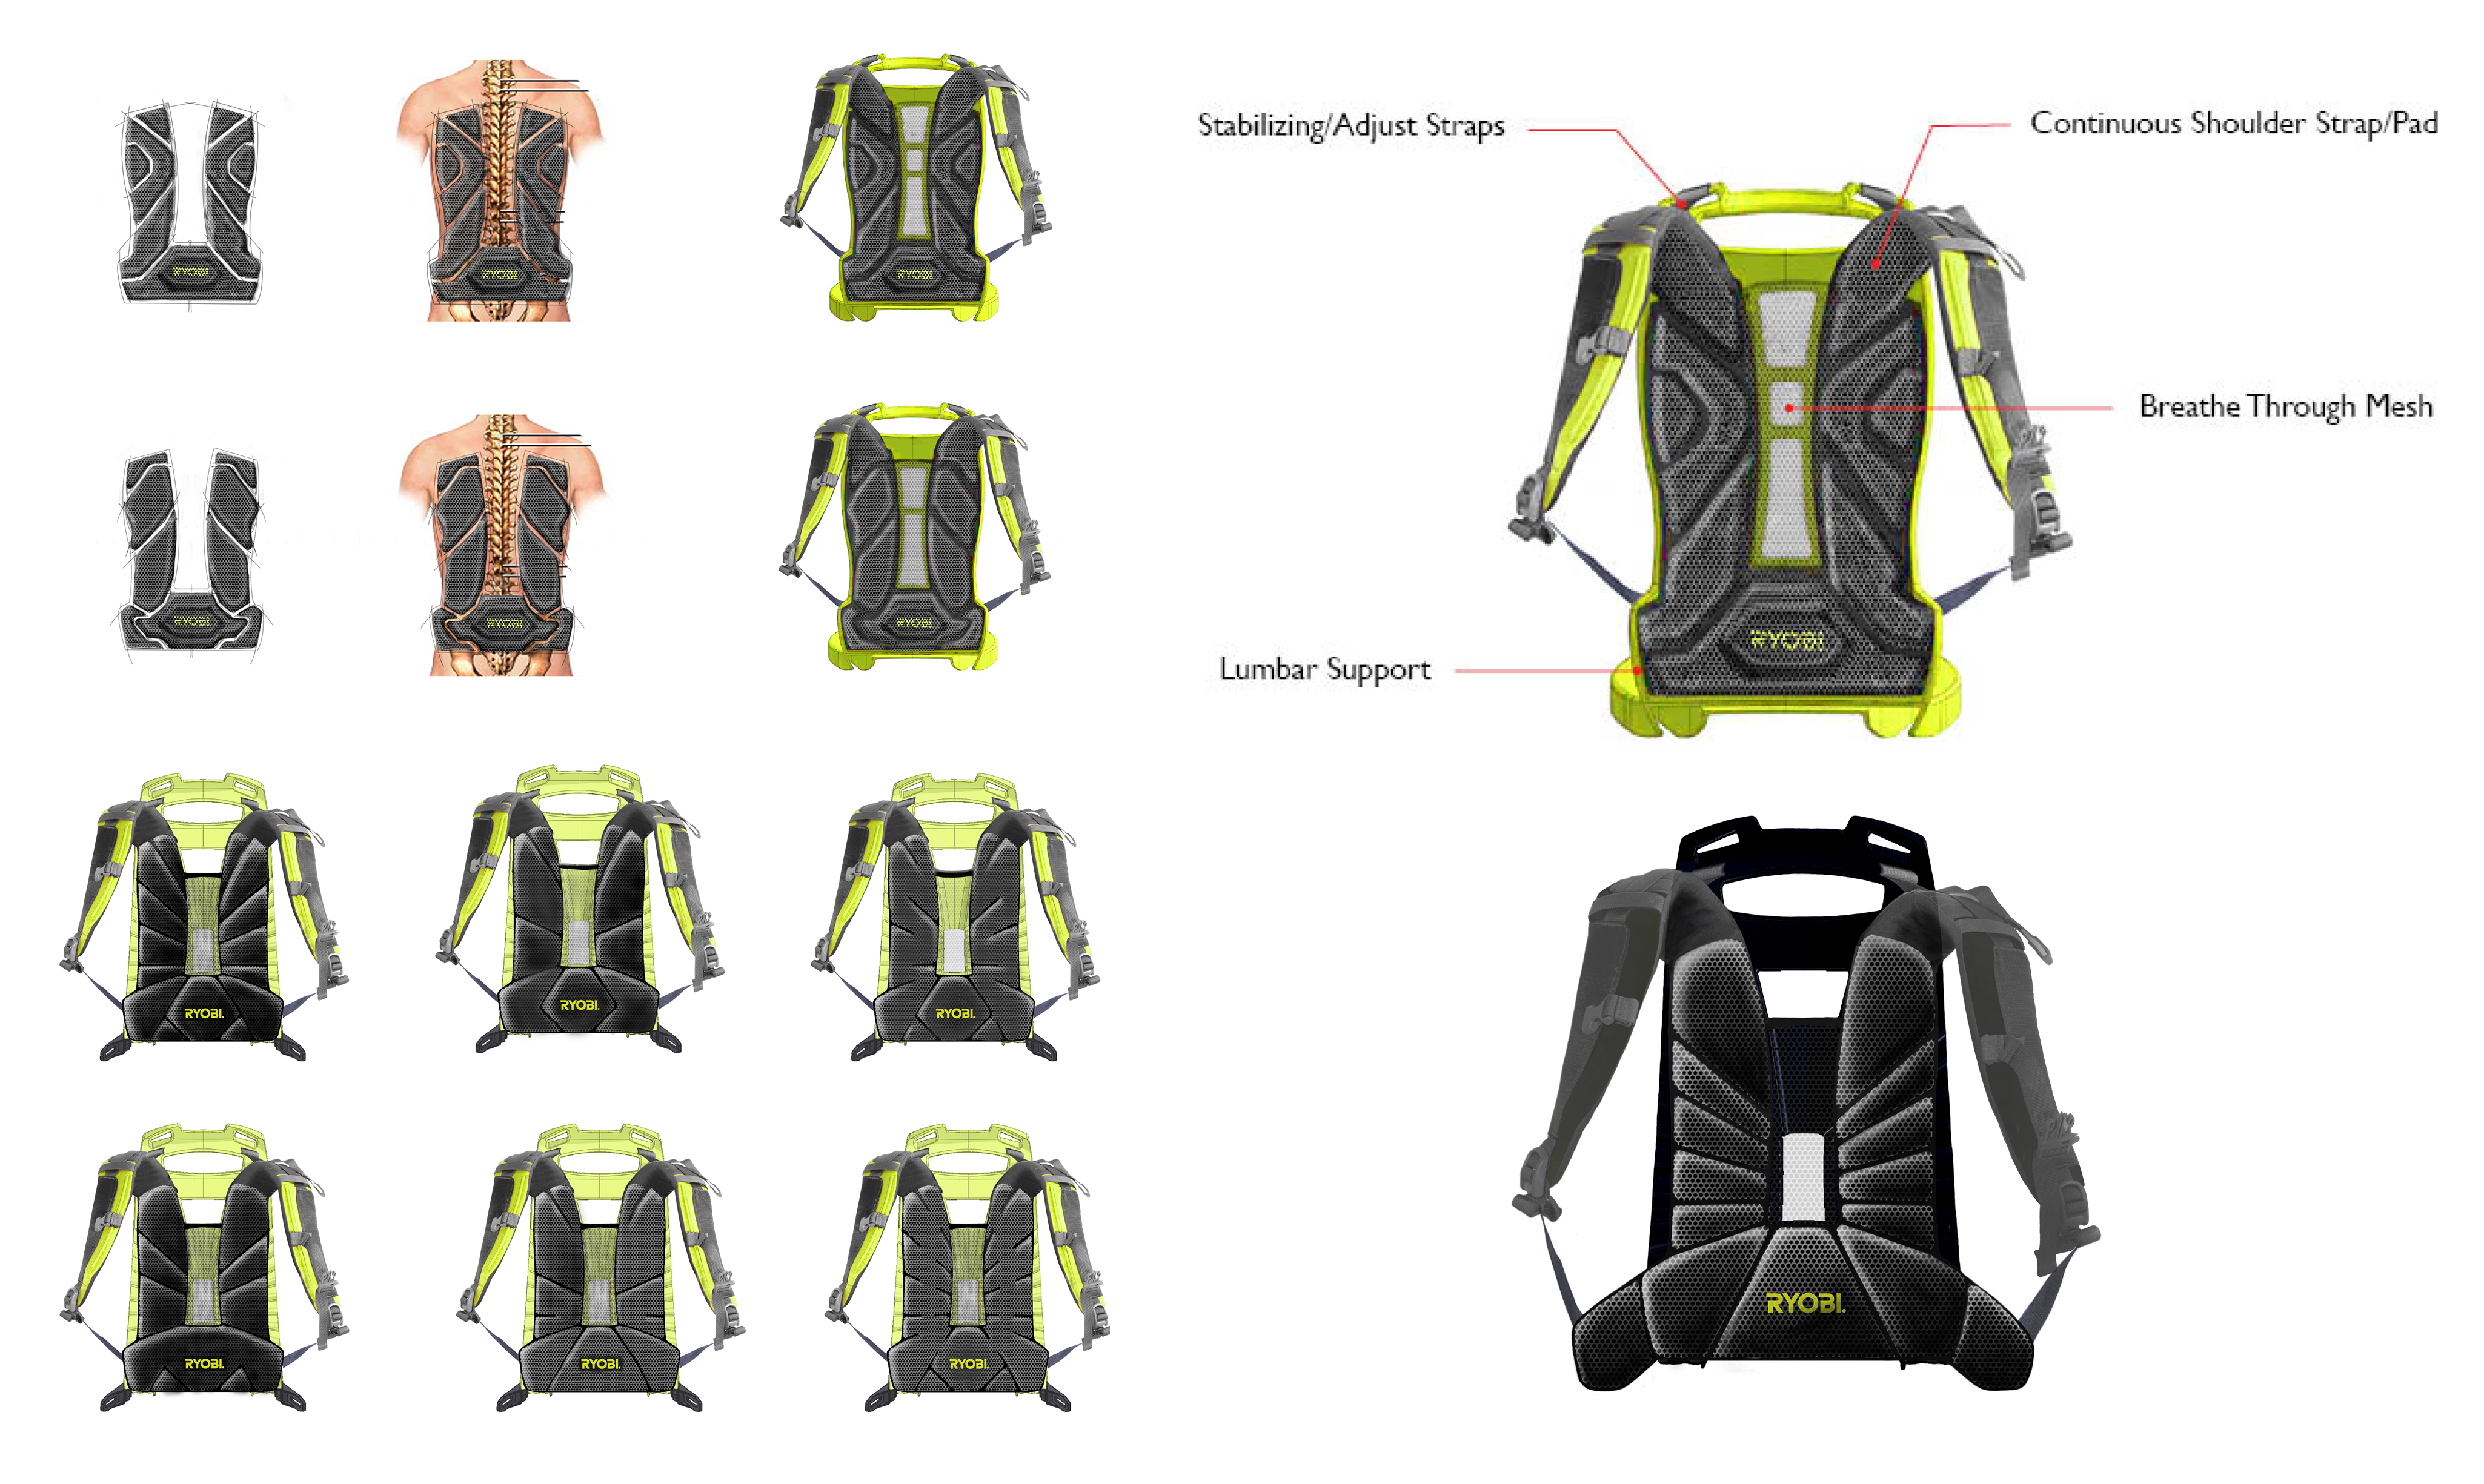 Stabilizing/Adjust Straps
Continuous Shoulder Strap/Pad
RYOBI
RYOBI
RYOBI
Breathe Through Mesh
RYOBI
RYOBI
RYOBI
RYOBI
Lumbar Support
RYOBI.
RYOBI.
RYOBI.
RYOBI.
RYOBI.
RYOBI.
RYOBI.